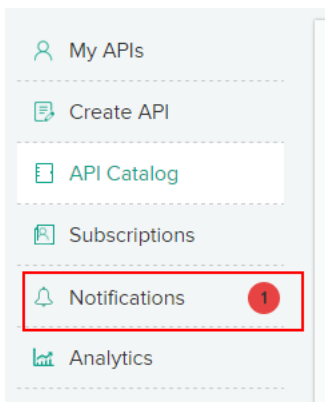 My APIs
Create API
API Catalog
Subscriptions
Notifications 1
Analytics